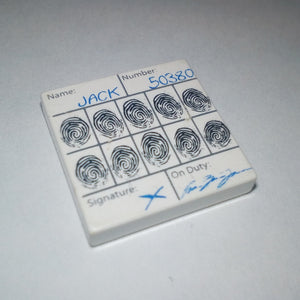 Name: Number:
JACK 50380
Signature: On Duty:
X